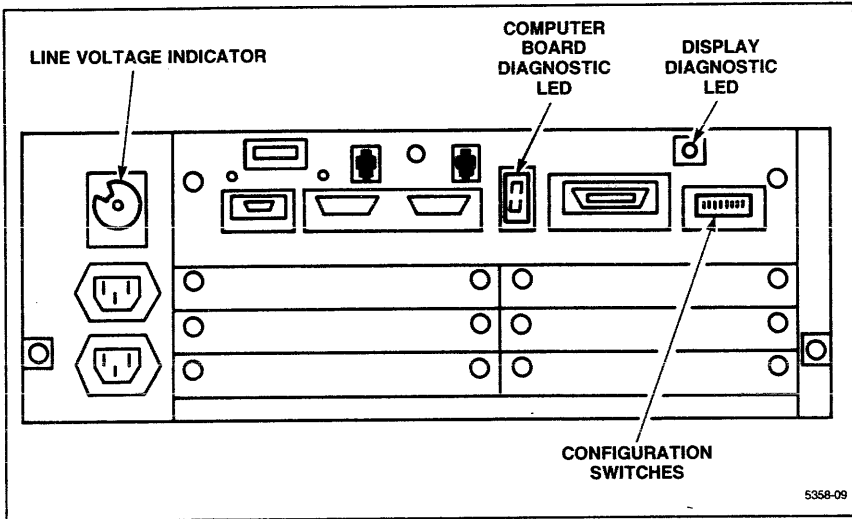 LINE VOLTAGE INDICATOR
COMPUTER
BOARD
DIAGNOSTIC
LED
DISPLAY
DIAGNOSTIC
LED
CONFIGURATION
SWITCHES
5358-09